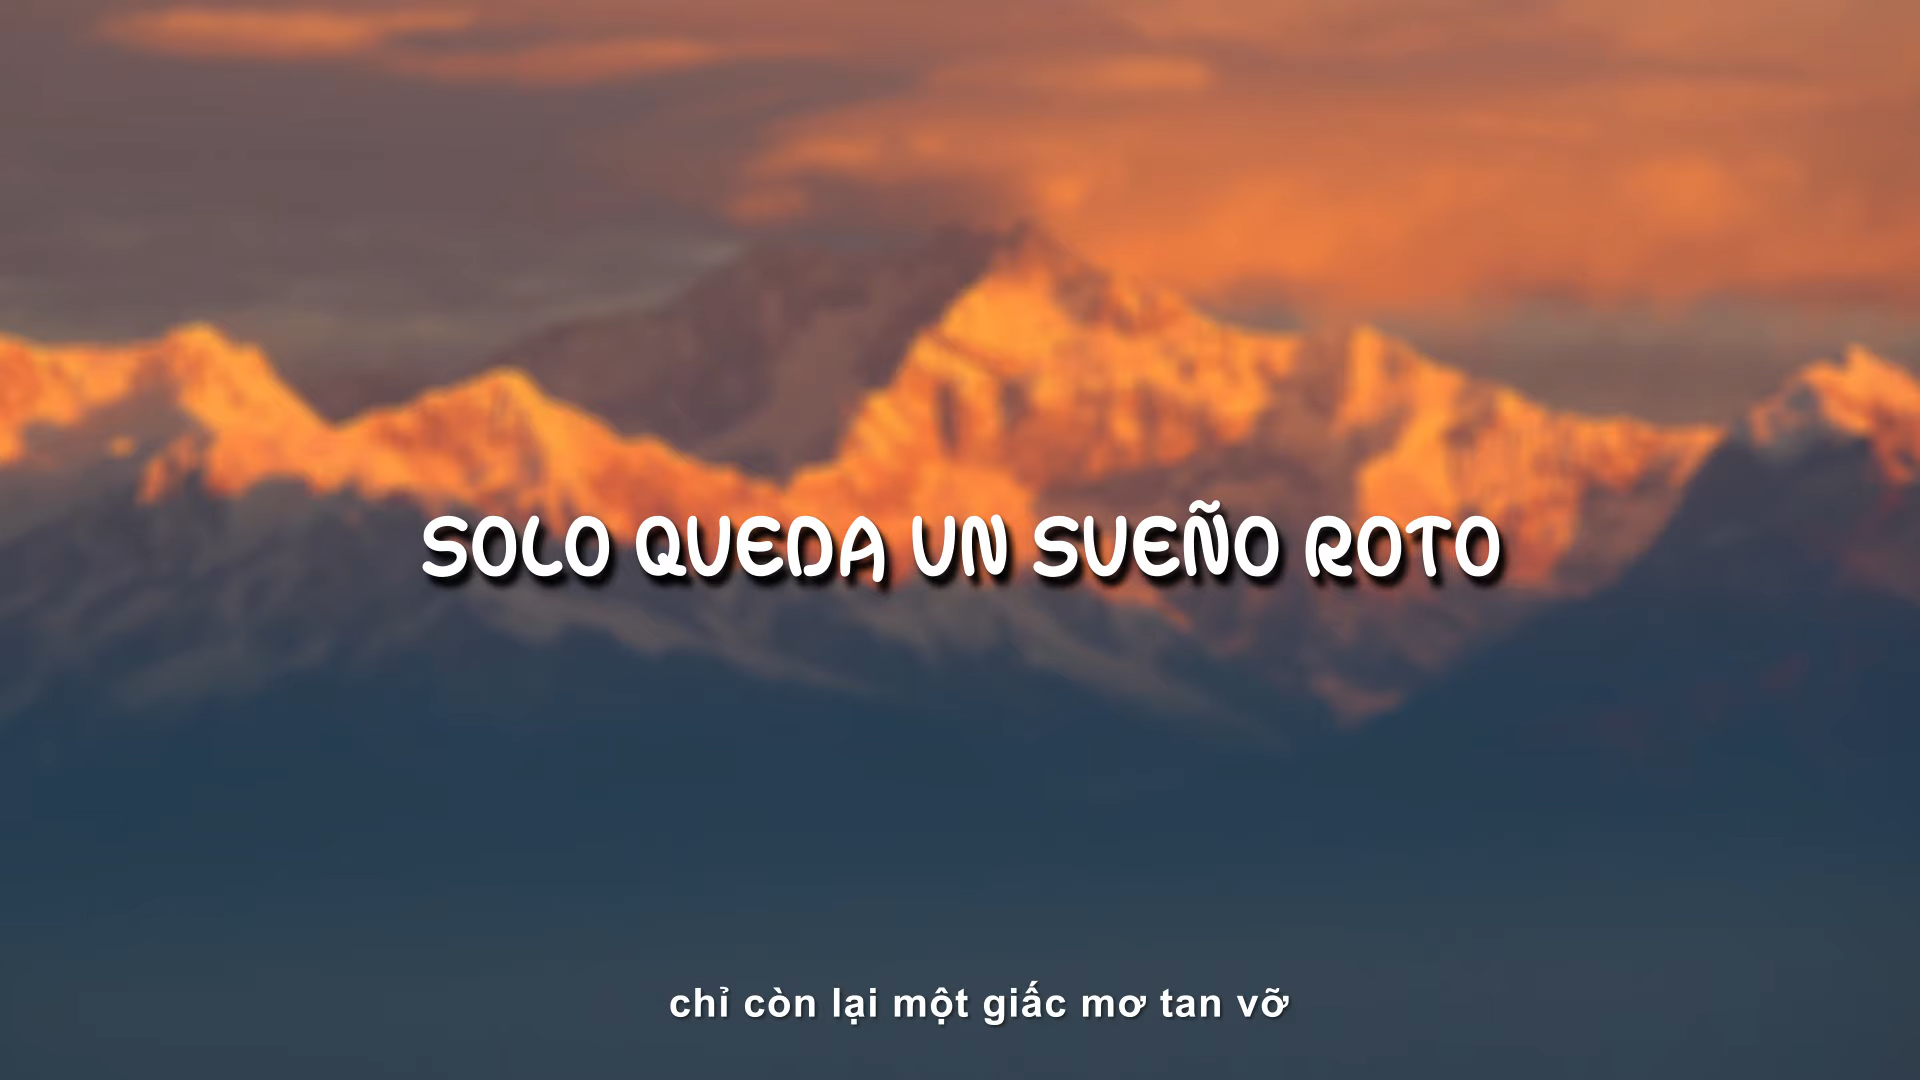 SOLO QUEDA UN SUEÑO ROTO
chỉ còn lại một giấc mơ tan vỡ